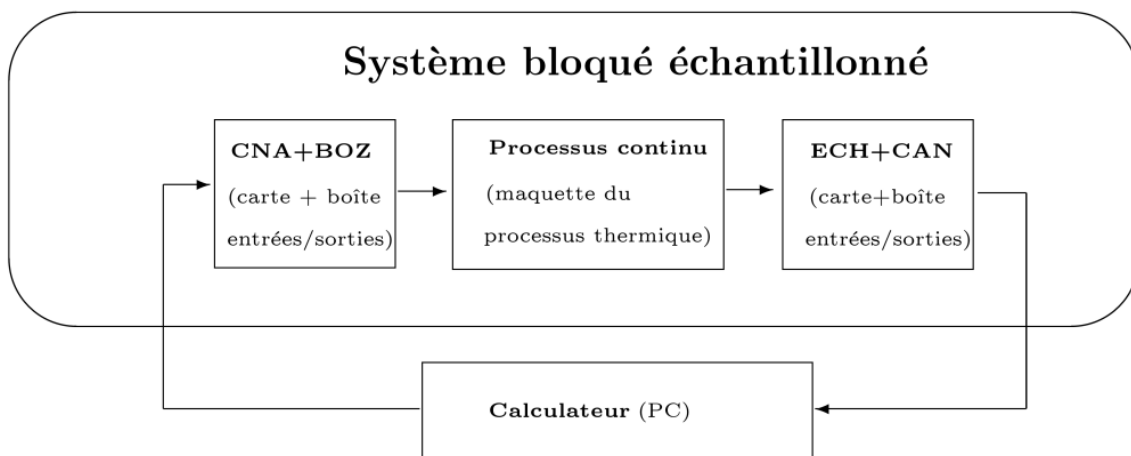 Système bloqué échantillonné
CNA+BOZ
(carte + boîte
entrées/sorties)
Processus continu
(maquette du
processus thermique)
ECH+CAN
(carte+boîte
entrées/sorties)
Calculateur (PC)